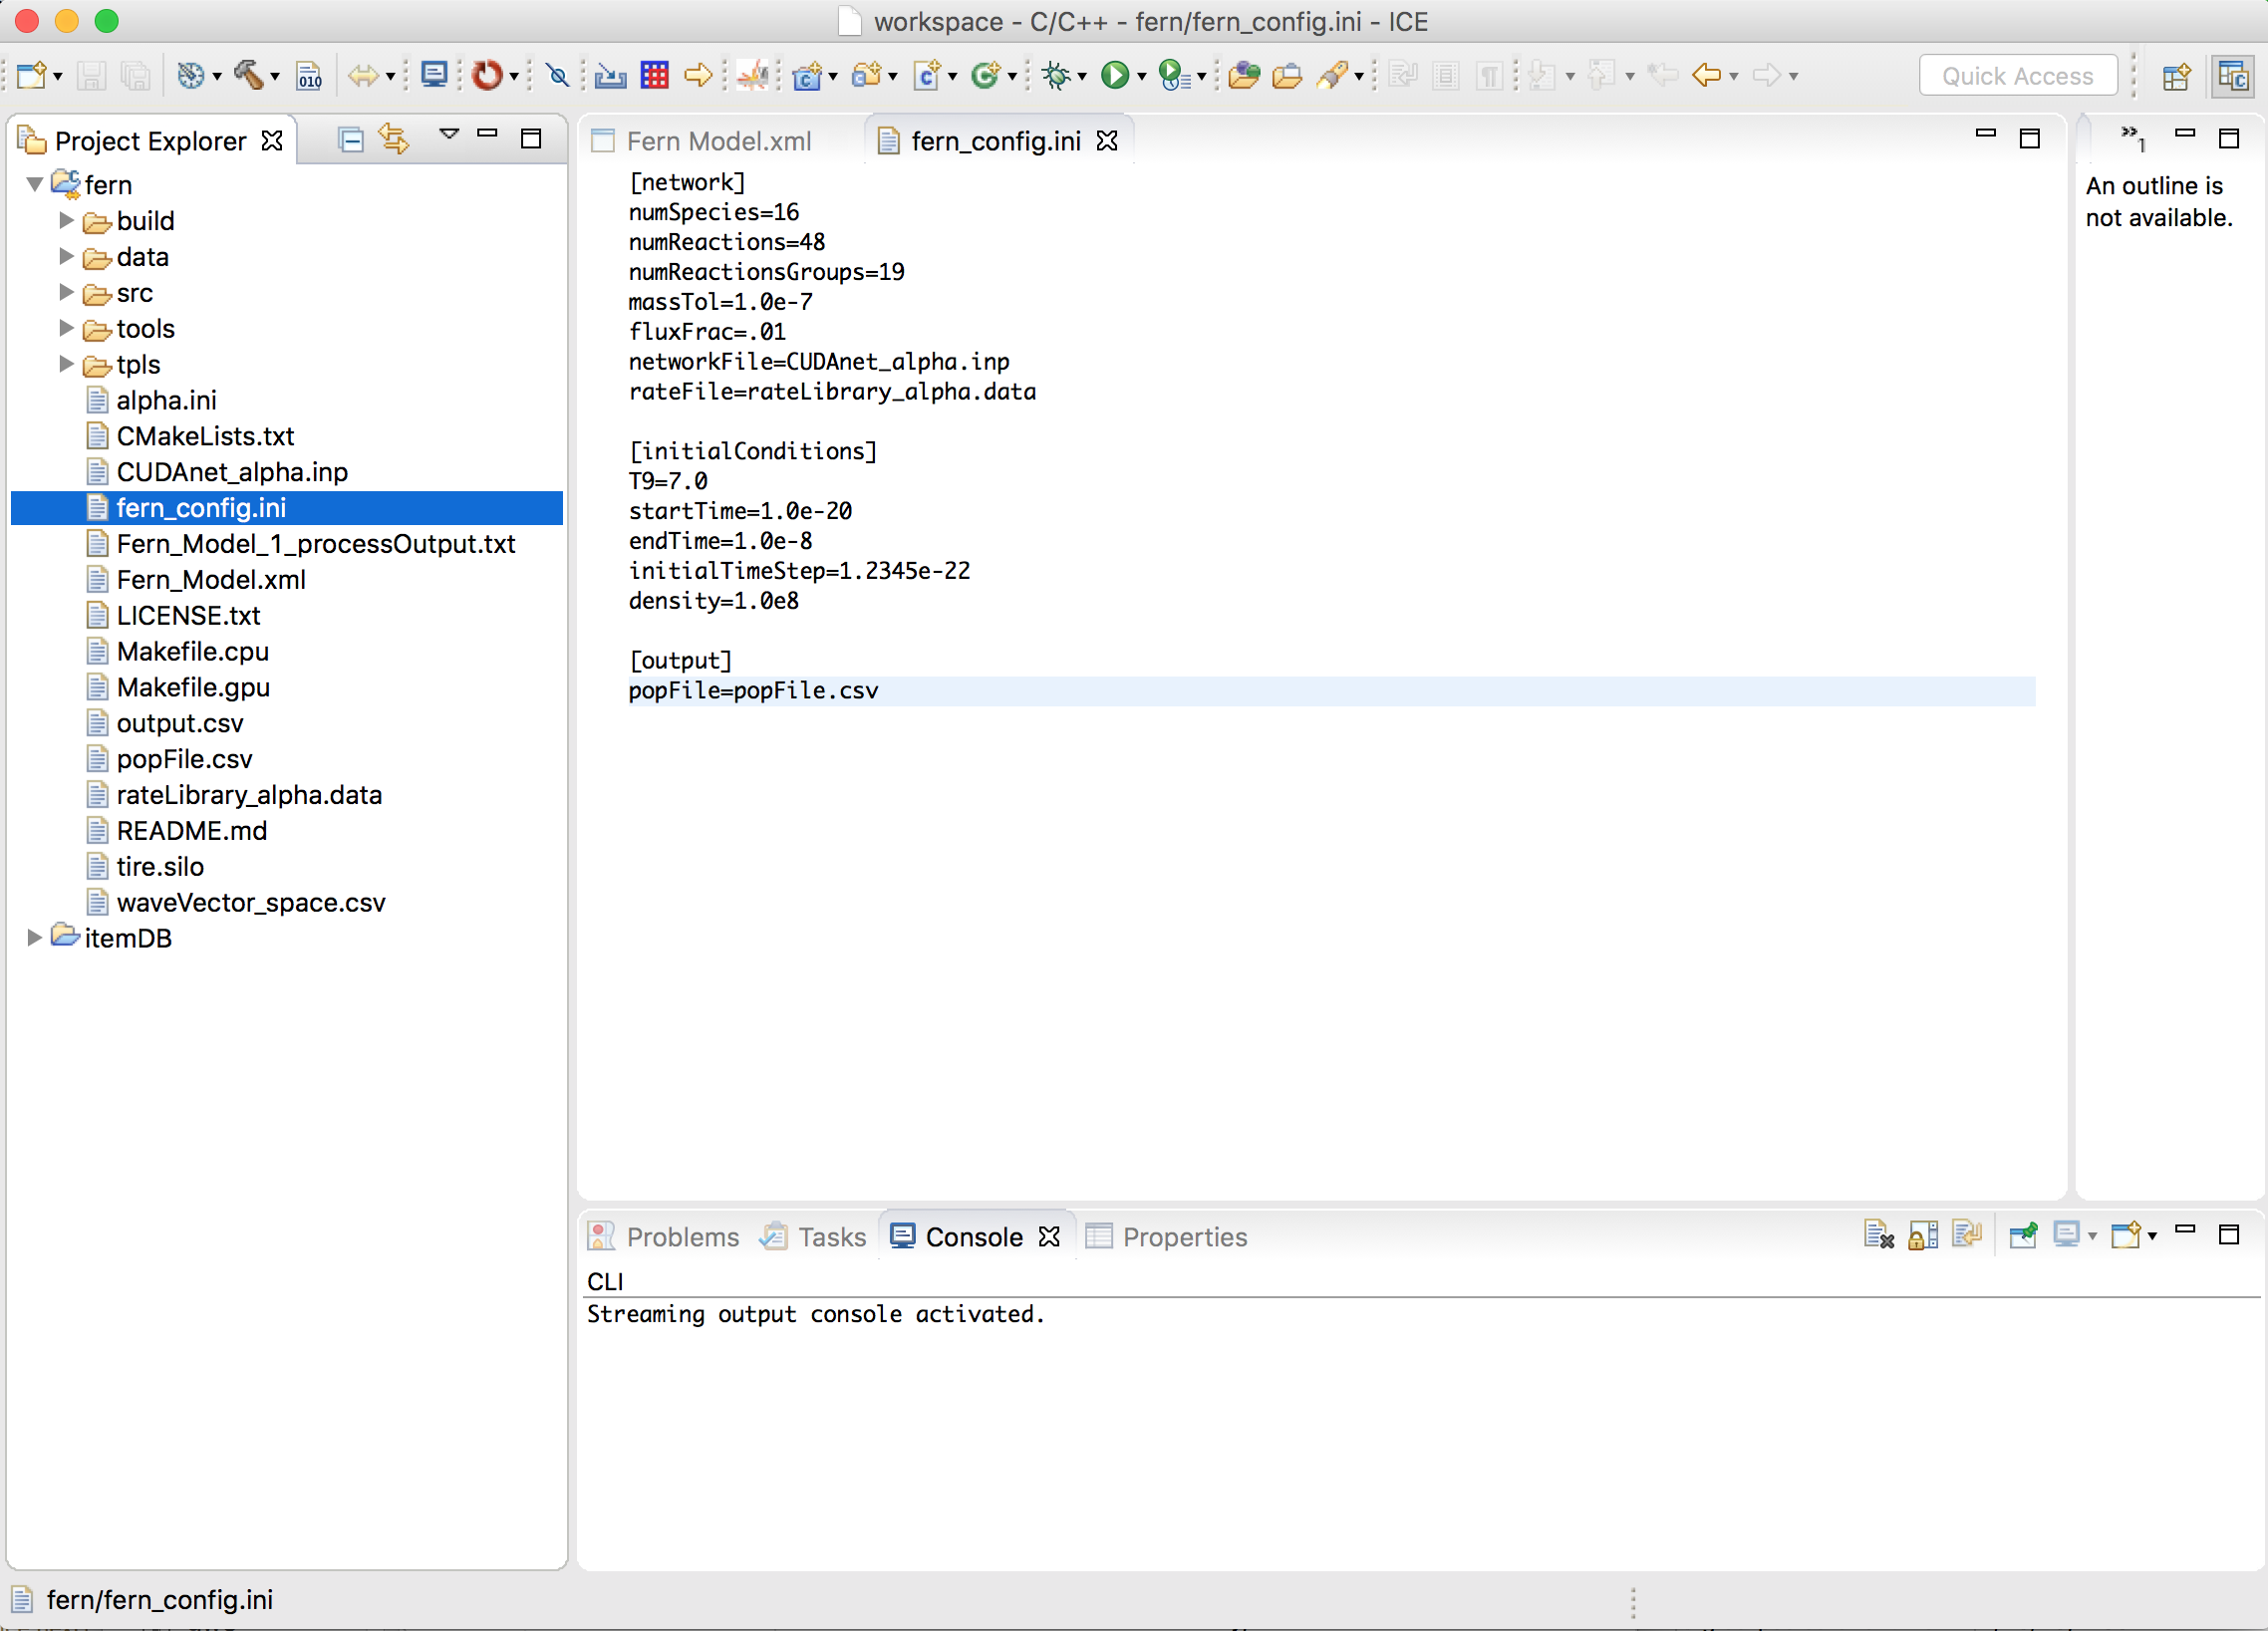 workspace - C/C++ - fern/fern_config.ini - ICE
010
Quick Access
Project Explorer
fern
build
data
src
tools
tpls
alpha.ini
CMakeLists.txt
CUDAnet_alpha.inp
fern_config.ini
Fern_Model_1_processOutput.txt
Fern_Model.xml
LICENSE.txt
Makefile.cpu
Makefile.gpu
output.csv
popFile.csv
rateLibrary_alpha.data
README.md
tire.silo
waveVector_space.csv
itemDB
Fern Model.xml
fern_config.ini
[network]
numSpecies=16
numReactions=48
numReactionsGroups=19
massTol=1.0e-7
fluxFrac=.01
networkFile=CUDAnet_alpha.inp
rateFile=rateLibrary_alpha.data
[initialConditions]
T9=7.0
startTime=1.0e-20
endTime=1.0e-8
initialTimeStep=1.2345e-22
density=1.0e8
[output]
popFile=popFile.csv
»1
An outline is
not available.
Problems
Tasks
Console
Properties
CLI
Streaming output console activated.
fern/fern_config.ini